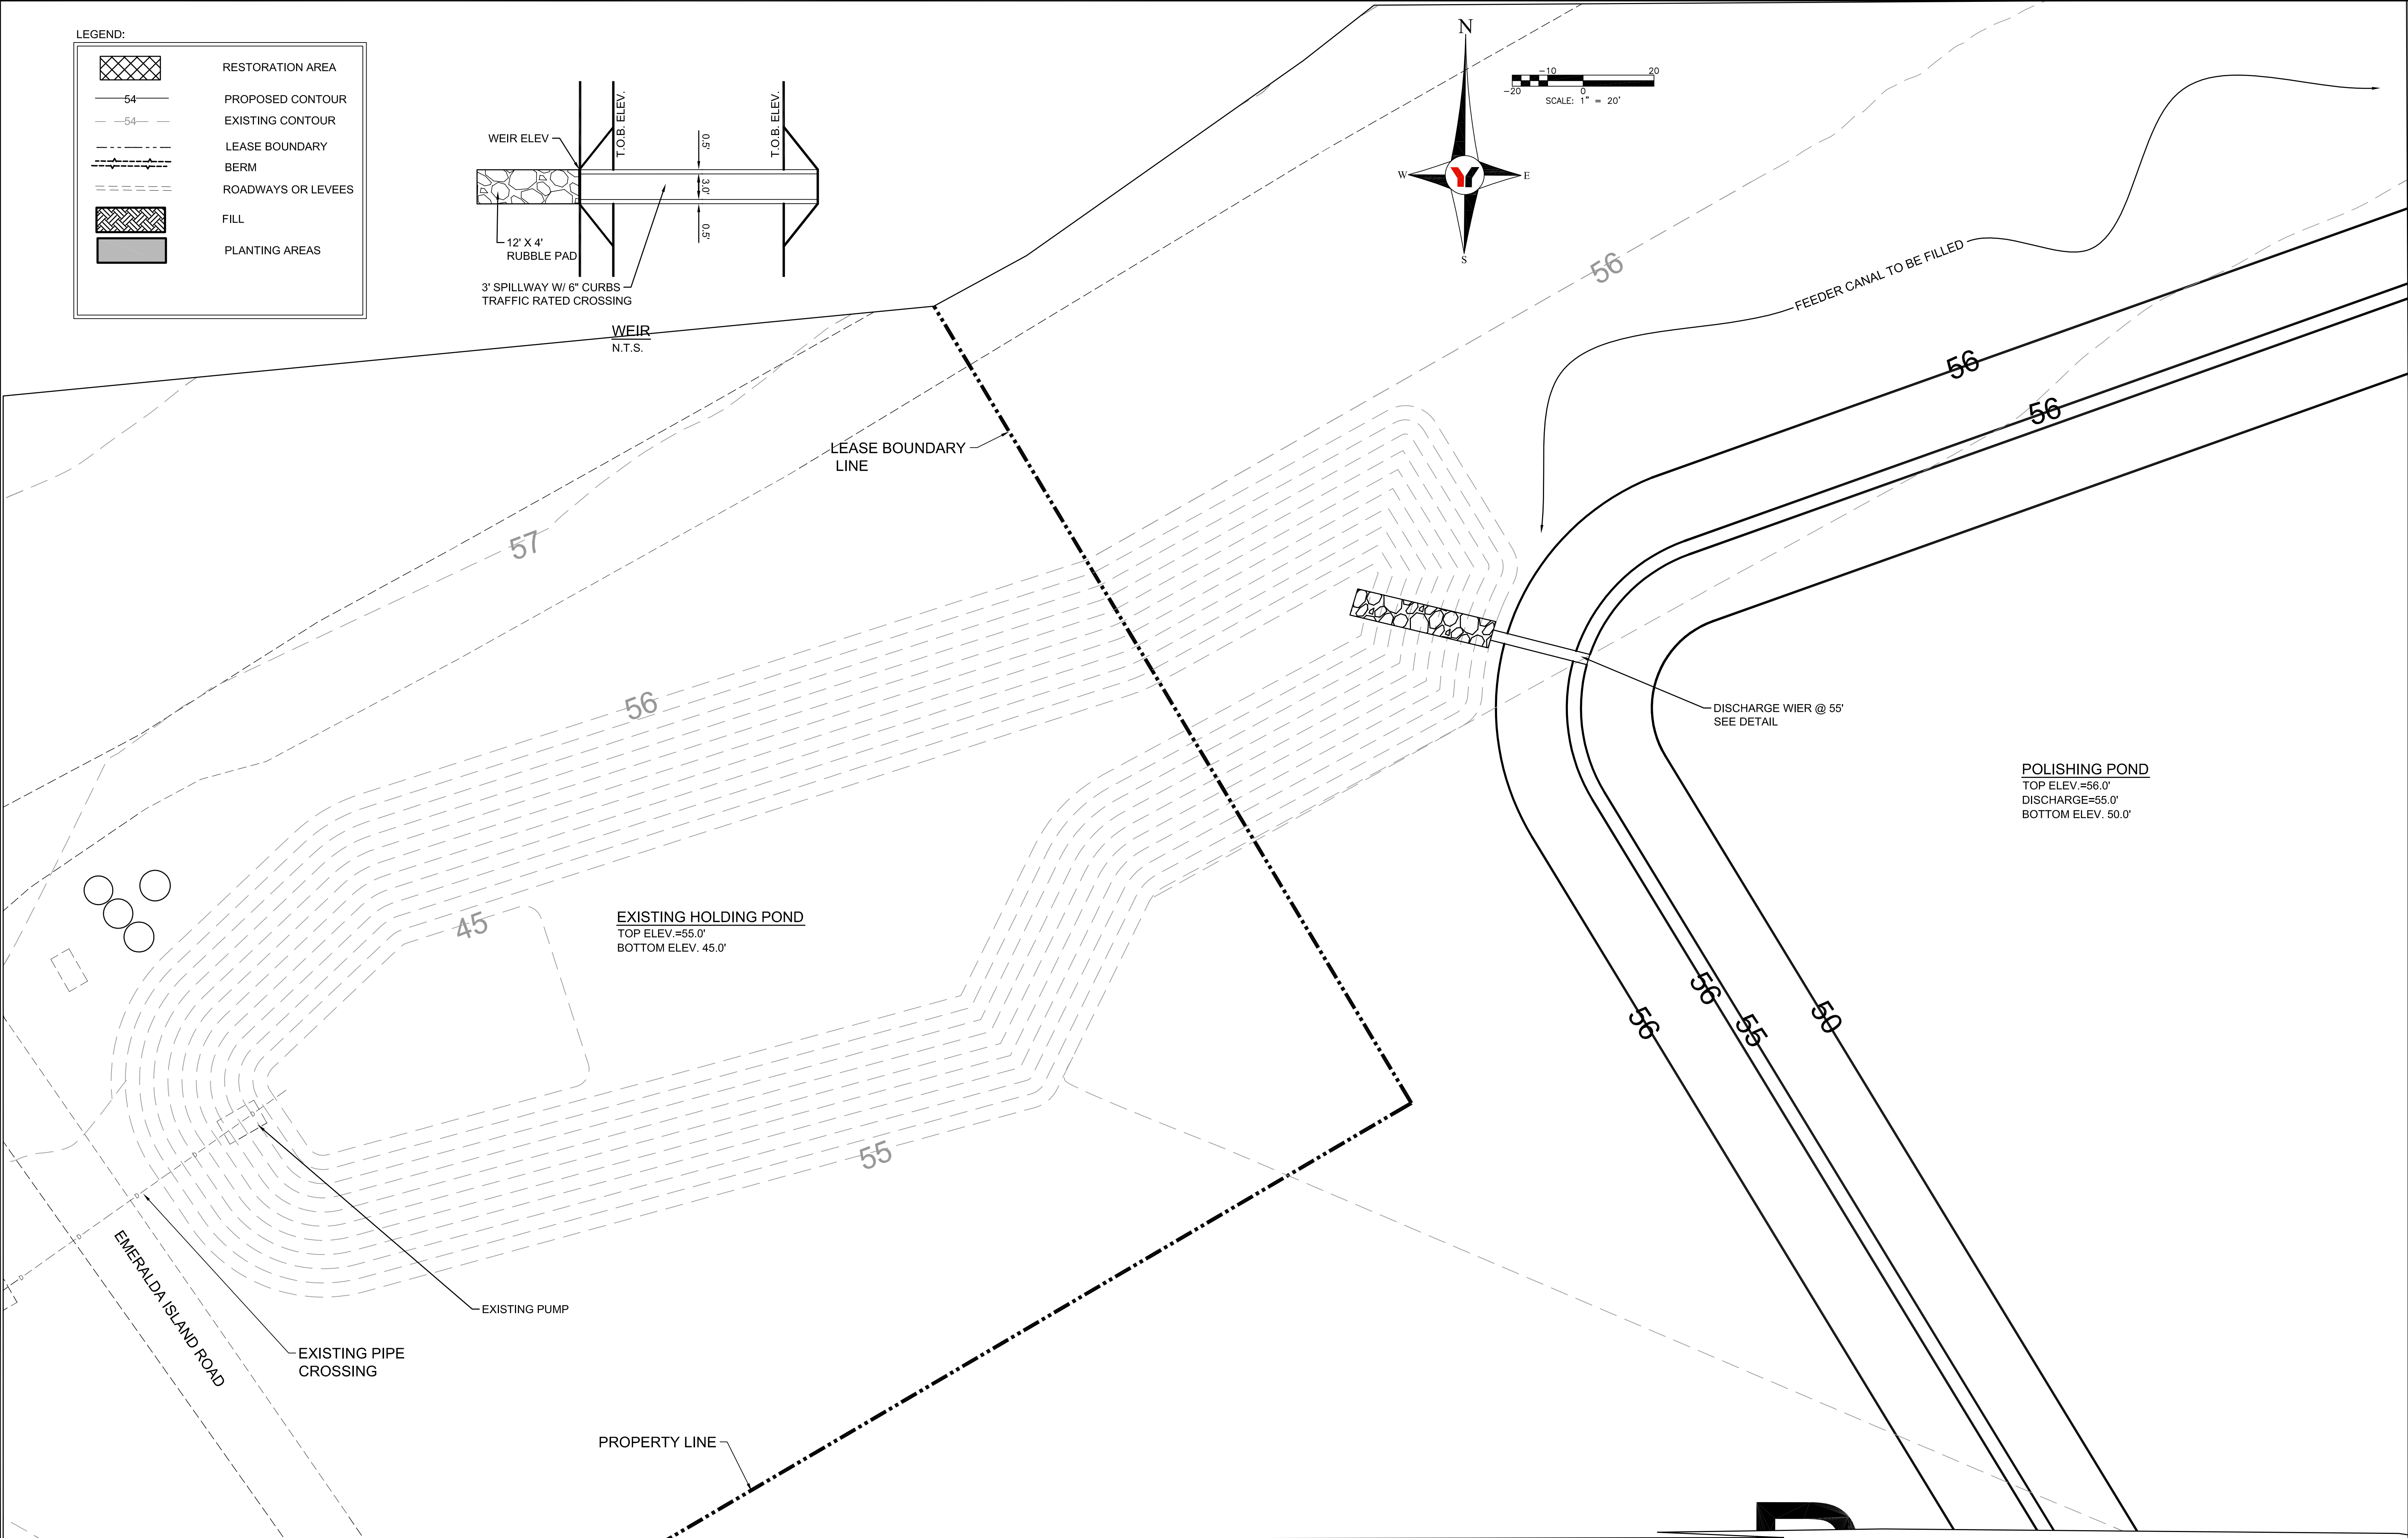 LEGEND:
RESTORATION AREA
54
PROPOSED CONTOUR
54
EXISTING CONTOUR
LEASE BOUNDARY
BERM
ROADWAYS OR LEVEES
FILL
PLANTING AREAS
WEIR ELEV
T.O.B. ELEV.
T.O.B. ELEV.
0.5'
3.0'
0.5'
12' X 4'
RUBBLE PAD
3' SPILLWAY W/ 6" CURBS
TRAFFIC RATED CROSSING
WEIR
N.T.S.
N
W
E
S
-10
20
-20
0
SCALE: 1" = 20'
56
FEEDER CANAL TO BE FILLED
56
56
LEASE BOUNDARY
LINE
57
56
DISCHARGE WIER @ 55'
SEE DETAIL
POLISHING POND
TOP ELEV.=56.0'
DISCHARGE=55.0'
BOTTOM ELEV. 50.0'
45
EXISTING HOLDING POND
TOP ELEV.=55.0'
BOTTOM ELEV. 45.0'
56
56
55
50
55
EXISTING PUMP
EXISTING PIPE
CROSSING
EMERALDA ISLAND ROAD
PROPERTY LINE